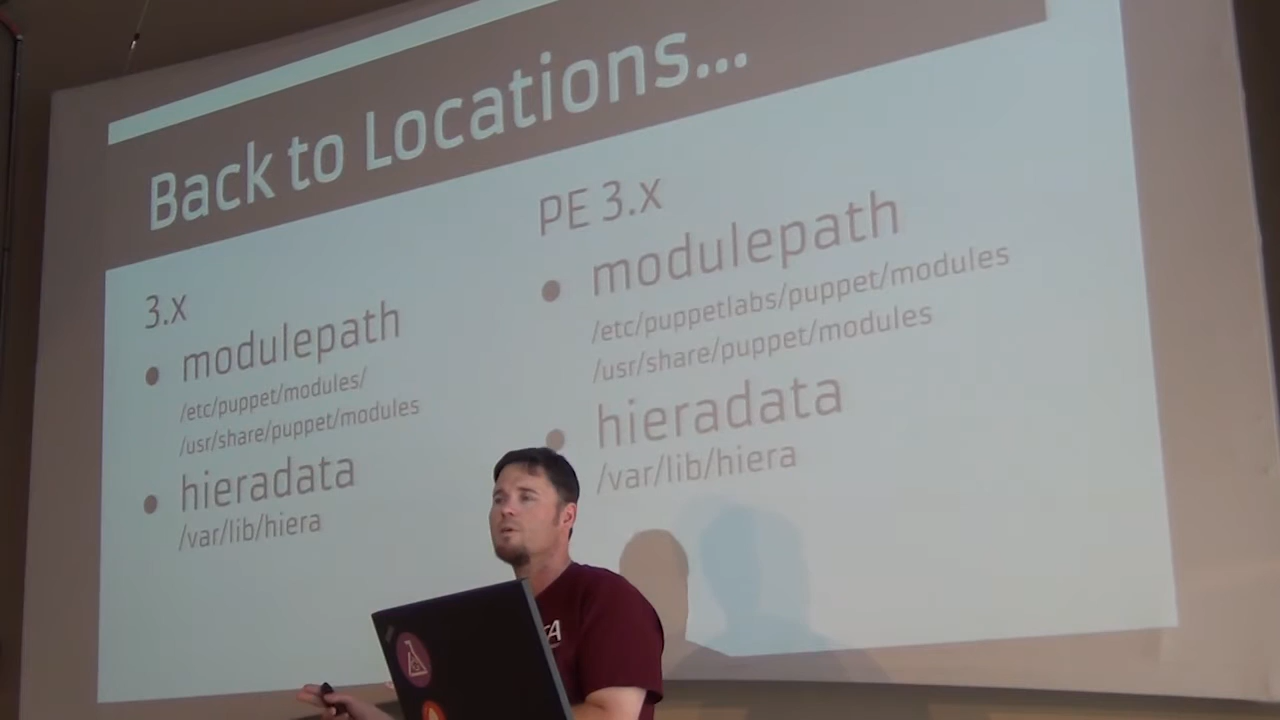 Back to Locations...
3.x
• modulepath
/etc/puppet/modules/
/usr/share/puppet/modules
• hieradata
/var/lib/hiera
PE 3.x
• modulepath
/etc/puppetlabs/puppet/modules
/usr/share/puppet/modules
• hieradata
/var/lib/hiera